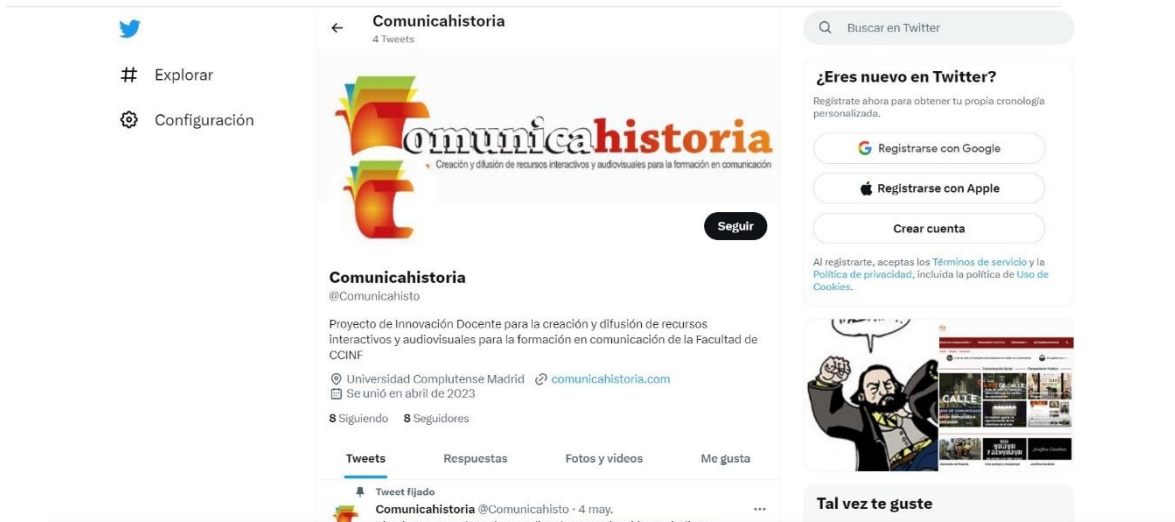 Comunicahistoria
4 Tweets
Buscar en Twitter
Explorar
Configuración
Comunicahistoria
Creación y difusión de recursos interactivos y audiovisuales para la formación en comunicación
Seguir
Comunicahistoria
@Comunicahisto
Proyecto de Innovación Docente para la creación y difusión de recursos
interactivos y audiovisuales para la formación en comunicación de la Facultad de
CCINF
Universidad Complutense Madrid comunicahistoria.com
Se unió en abril de 2023
8 Siguiendo 8 Seguidores
Tweets Respuestas Fotos y videos Me gusta
Tweet fijado
Comunicahistoria @Comunicahisto · 4 may.
¿Eres nuevo en Twitter?
Regístrate ahora para obtener tu propia cronología
personalizada.
Registrarse con Google
Registrarse con Apple
Crear cuenta
Al registrarte, aceptas los Términos de servicio y la
Política de privacidad, incluida la política de Uso de
Cookies.
CALLE
Tal vez te guste